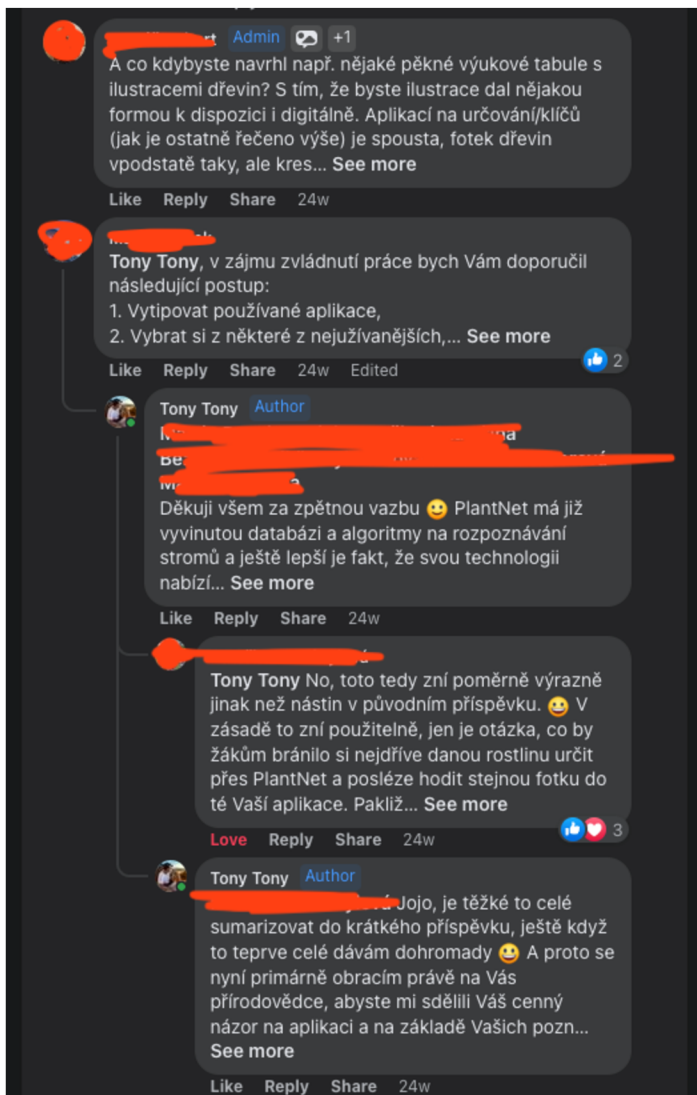 Admin +1
A co kdybyste navrhl např. nějaké pěkné výukové tabule s
ilustracemi dřevin? S tím, že byste ilustrace dal nějakou
formou k dispozici i digitálně. Aplikací na určování/klíčů
(jak je ostatně řečeno výše) je spousta, fotek dřevin
vpodstatě taky, ale kres... See more
Like Reply Share 24w
Tony Tony, v zájmu zvládnutí práce bych Vám doporučil
následující postup:
1. Vytipovat používané aplikace,
2. Vybrat si z některé z nejužívanějších,... See more
2
Like Reply Share 24w Edited
Tony Tony Author
Děkuji všem za zpětnou vazbu 😀 PlantNet má již
vyvinutou databázi a algoritmy na rozpoznávání
stromů a ještě lepší je fakt, že svou technologii
nabízí... See more
Like Reply Share 24w
Tony Tony No, toto tedy zní poměrně výrazně
jinak než nástin v původním příspěvku. 😀 V
zásadě to zní použitelně, jen je otázka, co by
žákům bránilo si nejdříve danou rostlinu určit
přes PlantNet a posléze hodit stejnou fotku do
té Vaší aplikace. Pakliž... See more
3
Love Reply Share 24w
Tony Tony Author
Jojo, je těžké to celé
sumarizovat do krátkého příspěvku, ještě když
to teprve celé dávám dohromady 😀 A proto se
nyní primárně obracím právě na Vás
přírodovědce, abyste mi sdělili Váš cenný
názor na aplikaci a na základě Vašich pozn...
See more
Like Reply Share 24w